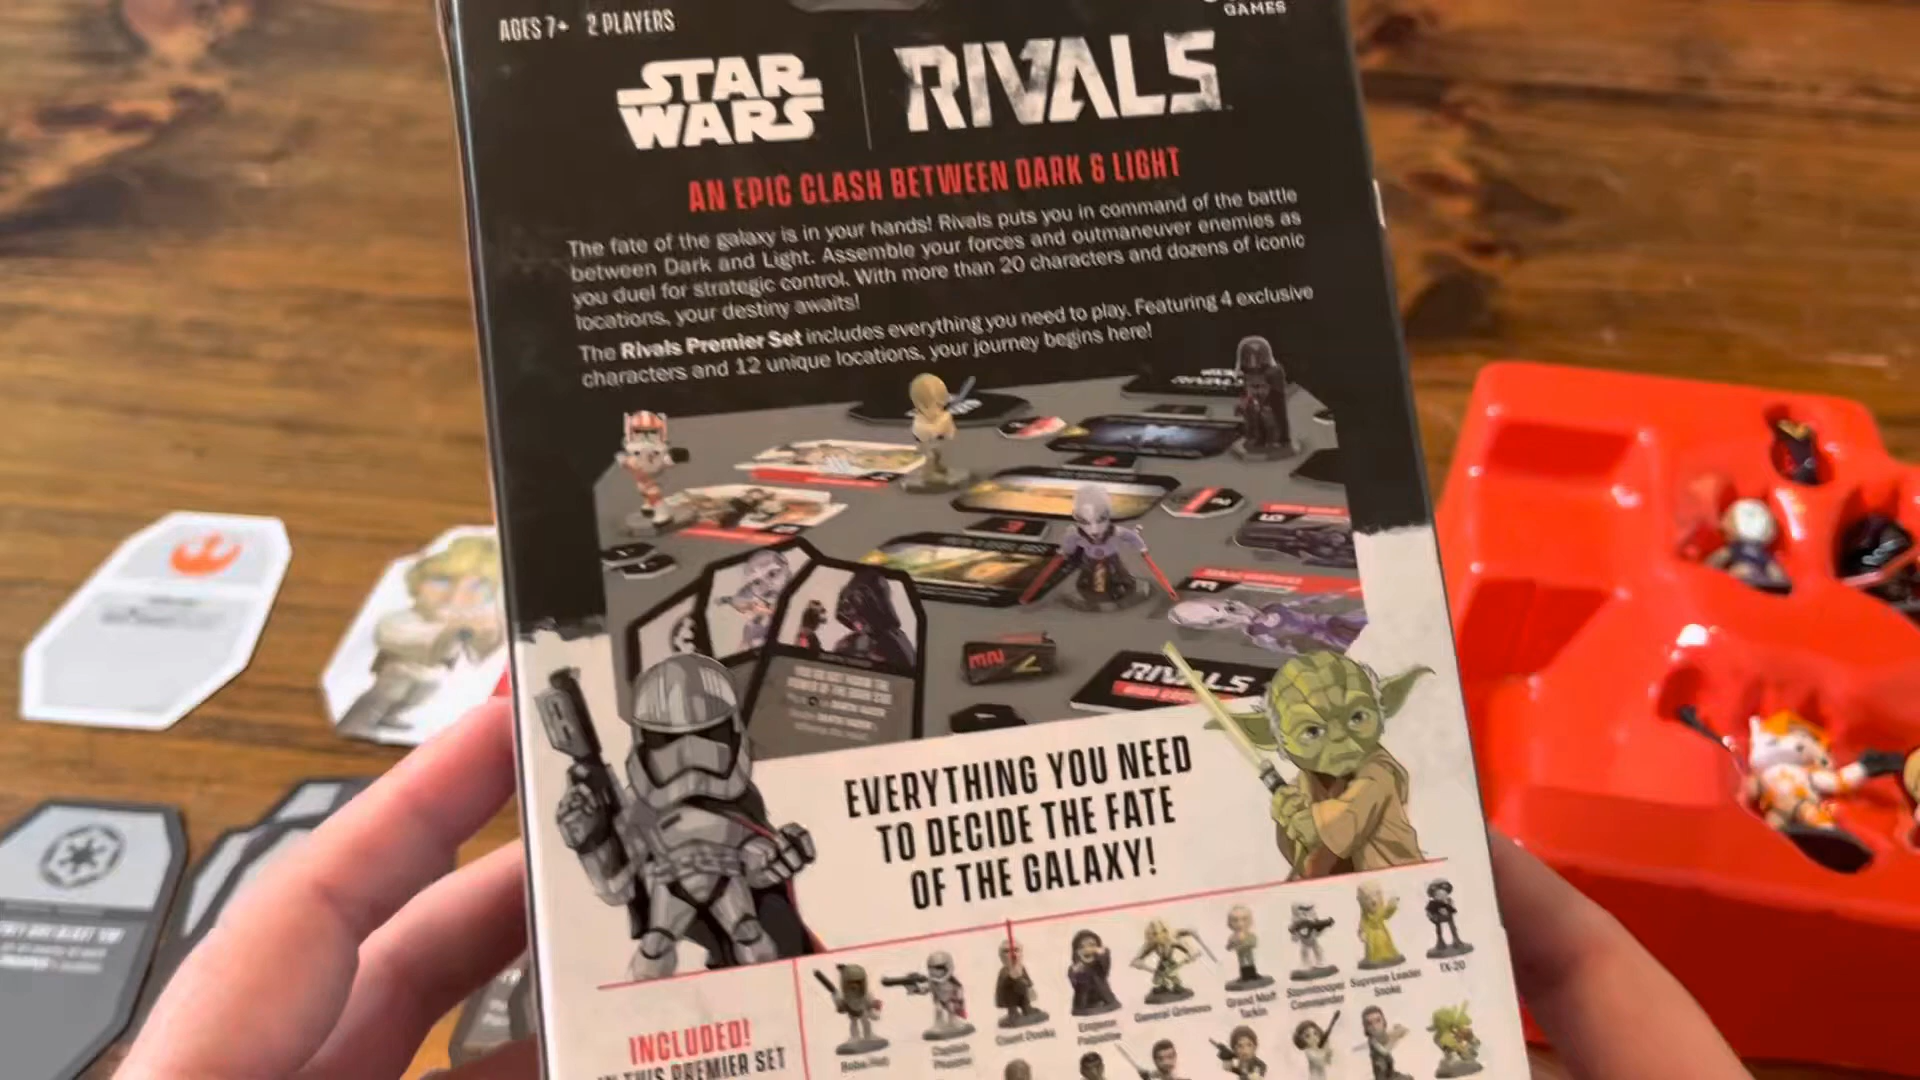 AGES 7+ 2 PLAYERS
GAMES
STAR WARS
RIVALS
AN EPIC CLASH BETWEEN DARK & LIGHT
The fate of the galaxy is in your hands! Rivals puts you in command of the battle
between Dark and Light. Assemble your forces and outmaneuver enemies as
you duel for strategic control. With more than 20 characters and dozens of iconic
locations, your destiny awaits!
The Rivals Premier Set includes everything you need to play. Featuring 4 exclusive
characters and 12 unique locations, your journey begins here!
RIVALS
EVERYTHING YOU NEED
TO DECIDE THE FATE
OF THE GALAXY!
INCLUDED!
IN THIS PREMIER SET
Boba Fett
Captain Phasma
Count Dooku
Emperor Palpatine
General Grievous
Grand Moff Tarkin
Stormtrooper Commander
Supreme Leader Snoke
TX-20